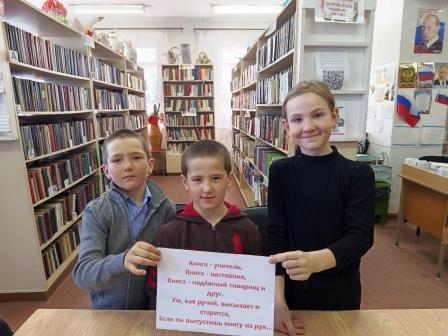 Книга - учитель,
Книга - наставник,
Книга - надёжный товарищ и
друг.
Ум, как ручей, высыхает и
старится,
Если ты выпустишь книгу из рук..